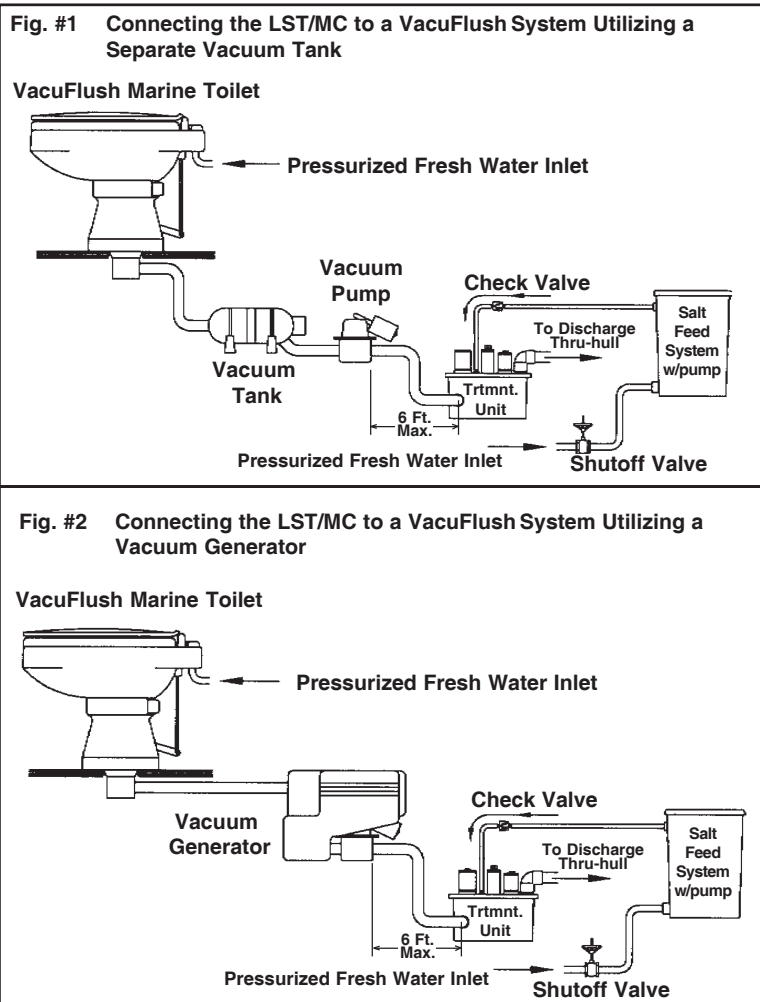 Fig. #1 Connecting the LST/MC to a VacuFlush System Utilizing a
Separate Vacuum Tank
VacuFlush Marine Toilet
Pressurized Fresh Water Inlet
Vacuum
Pump
Check Valve
To Discharge
Thru-hull
Salt
Feed
System
w/pump
Vacuum
Tank
Trtmnt.
Unit
6 Ft.
Max.
Pressurized Fresh Water Inlet
Shutoff Valve
Fig. #2 Connecting the LST/MC to a VacuFlush System Utilizing a
Vacuum Generator
VacuFlush Marine Toilet
Pressurized Fresh Water Inlet
Vacuum
Generator
Check Valve
To Discharge
Thru-hull
Salt
Feed
System
w/pump
Trtmnt.
Unit
6 Ft.
Max.
Pressurized Fresh Water Inlet
Shutoff Valve